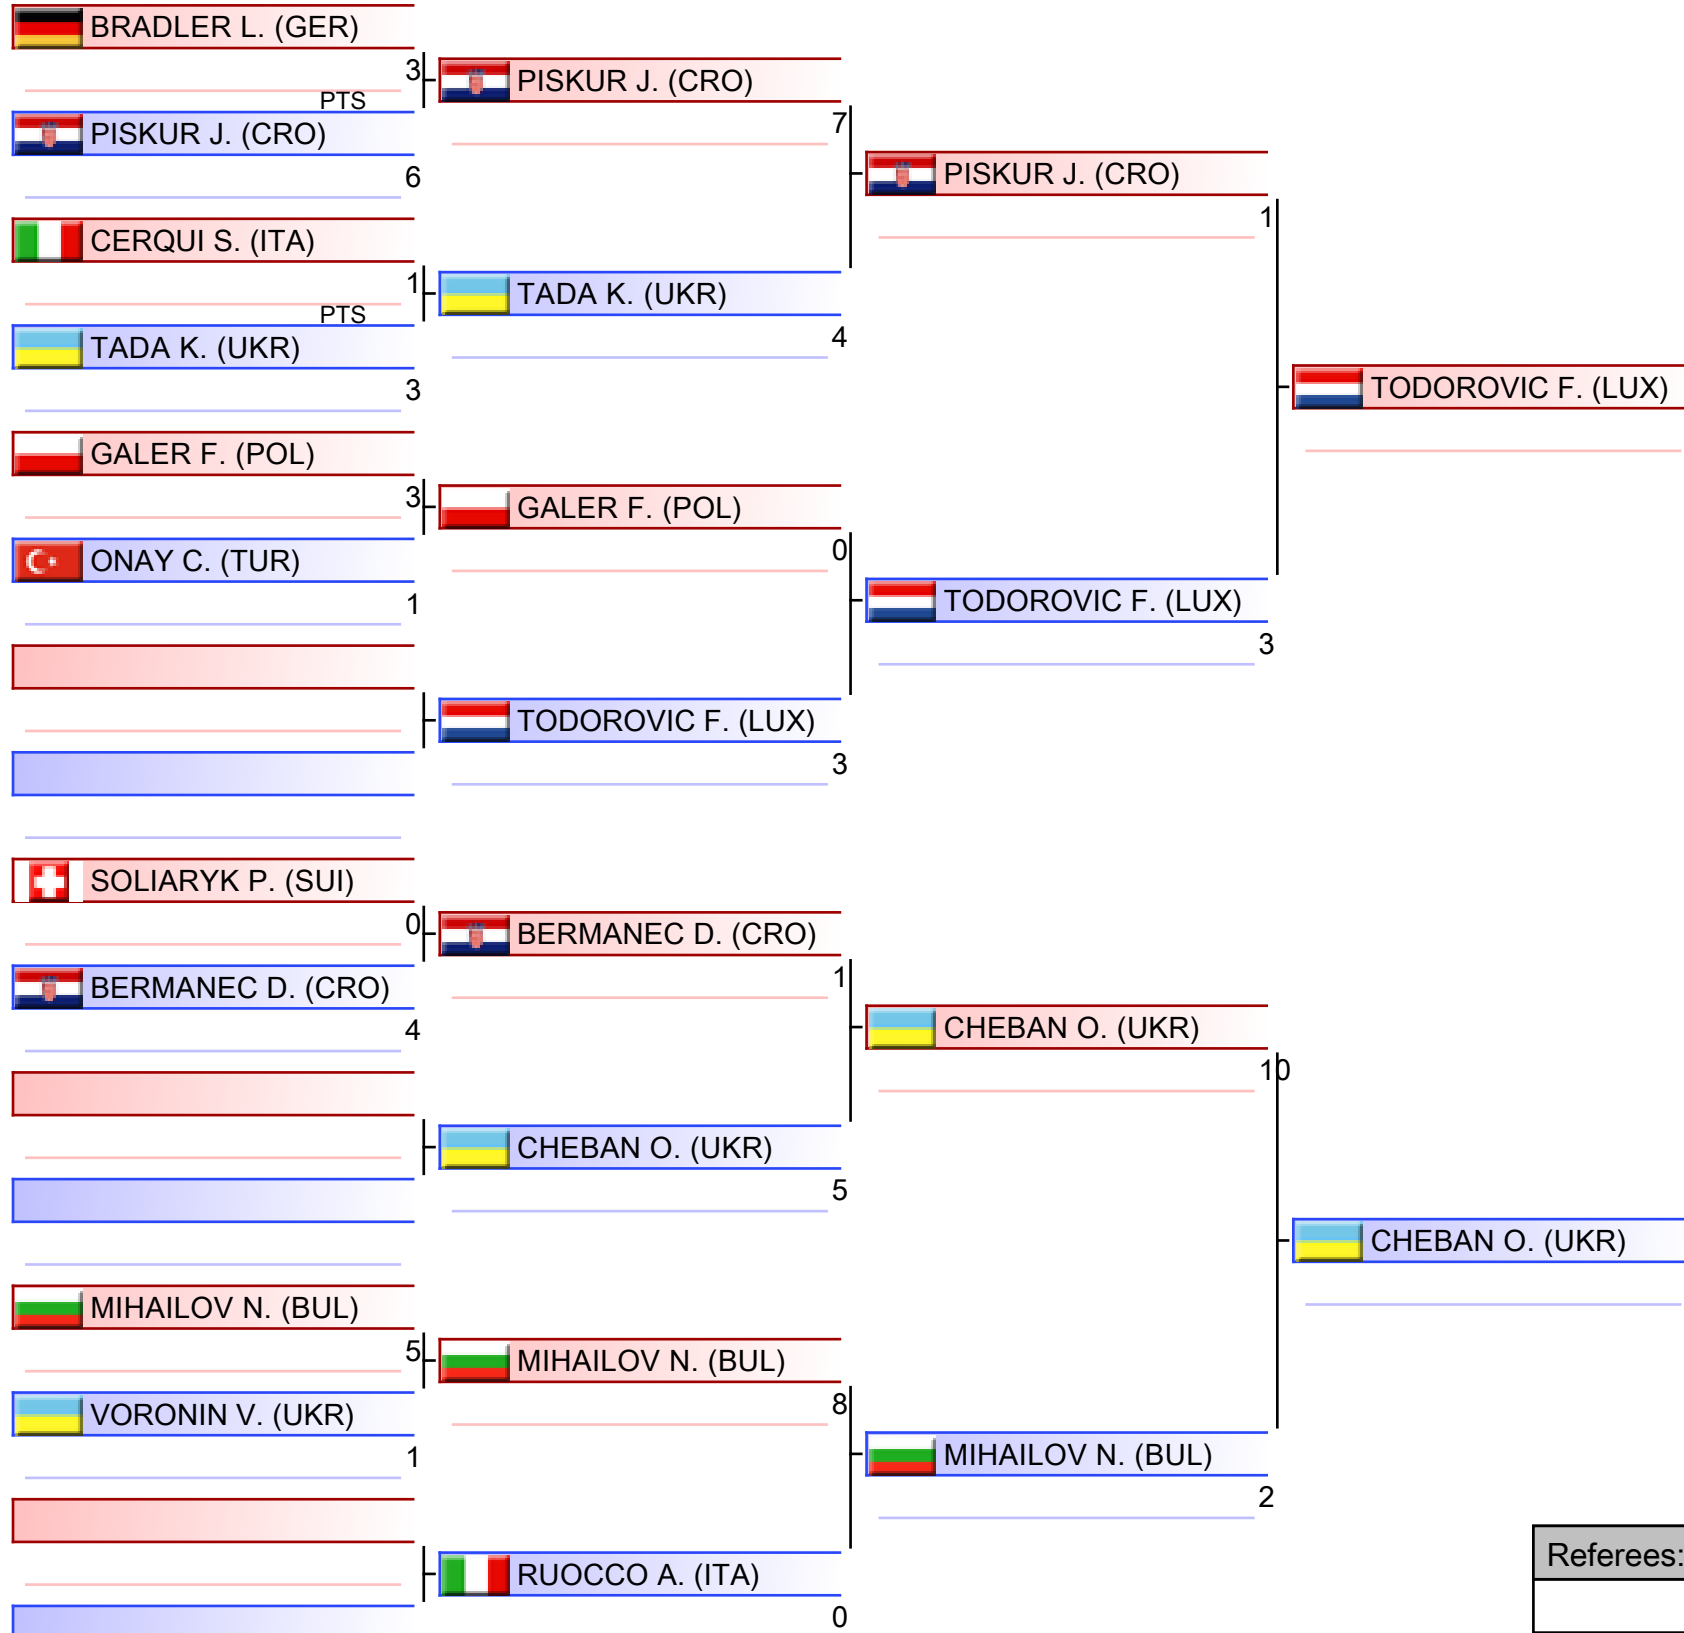 BRADLER L. (GER)
3
PTS
PISKUR J. (CRO)
6
CERQUI S. (ITA)
1
PTS
TADA K. (UKR)
3
GALER F. (POL)
3
ONAY C. (TUR)
1
SOLIARYK P. (SUI)
0
BERMANEC D. (CRO)
4
MIHAILOV N. (BUL)
5
VORONIN V. (UKR)
1
PISKUR J. (CRO)
7
TADA K. (UKR)
4
GALER F. (POL)
0
TODOROVIC F. (LUX)
3
BERMANEC D. (CRO)
1
CHEBAN O. (UKR)
5
MIHAILOV N. (BUL)
8
RUOCCO A. (ITA)
0
PISKUR J. (CRO)
1
TODOROVIC F. (LUX)
3
CHEBAN O. (UKR)
10
MIHAILOV N. (BUL)
2
TODOROVIC F. (LUX)
CHEBAN O. (UKR)
Referees: